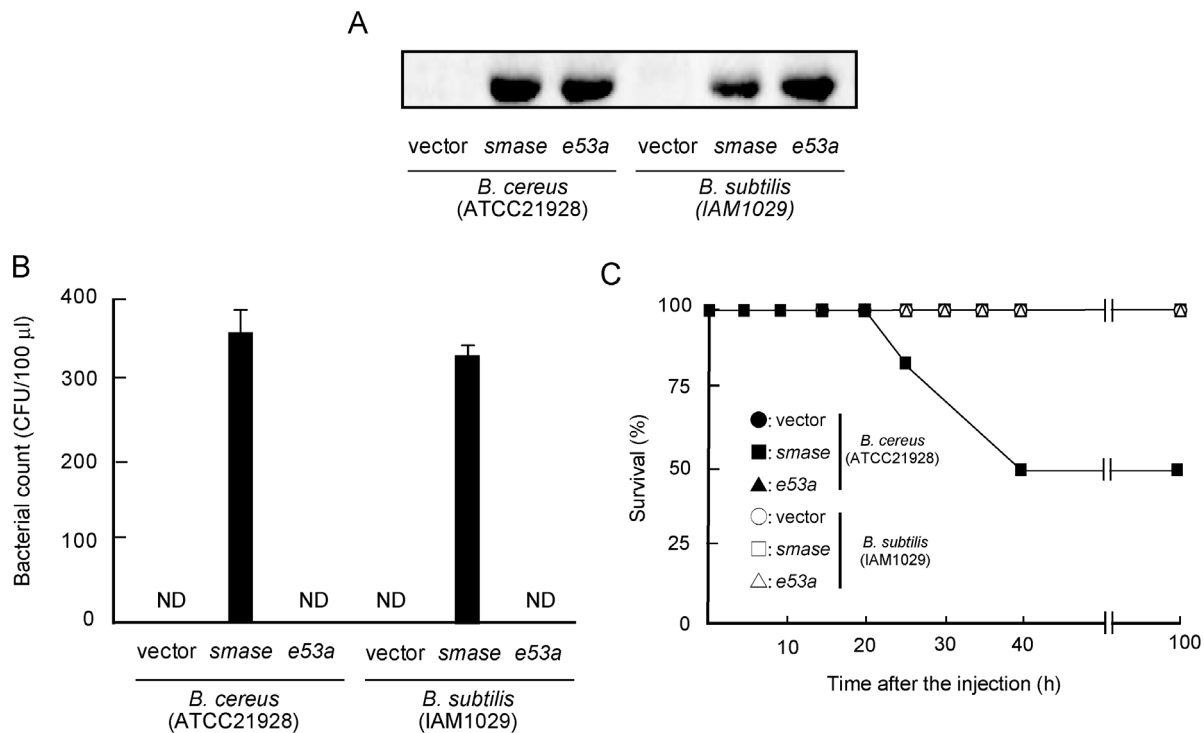 A
vector smase e53a vector smase e53a
B. cereus B. subtilis
(ATCC21928) (IAM1029)
B
Bacterial count (CFU/100 μl)
400
300
200
100
0
ND ND ND ND
vector smase e53a vector smase e53a
B. cereus B. subtilis
(ATCC21928) (IAM1029)
C
Survival (%)
100
75
50
25
0
●: vector
■: smase
▲: e53a
B. cereus
(ATCC21928)
○: vector
□: smase
△: e53a
B. subtilis
(IAM1029)
10 20 30 40 100
Time after the injection (h)